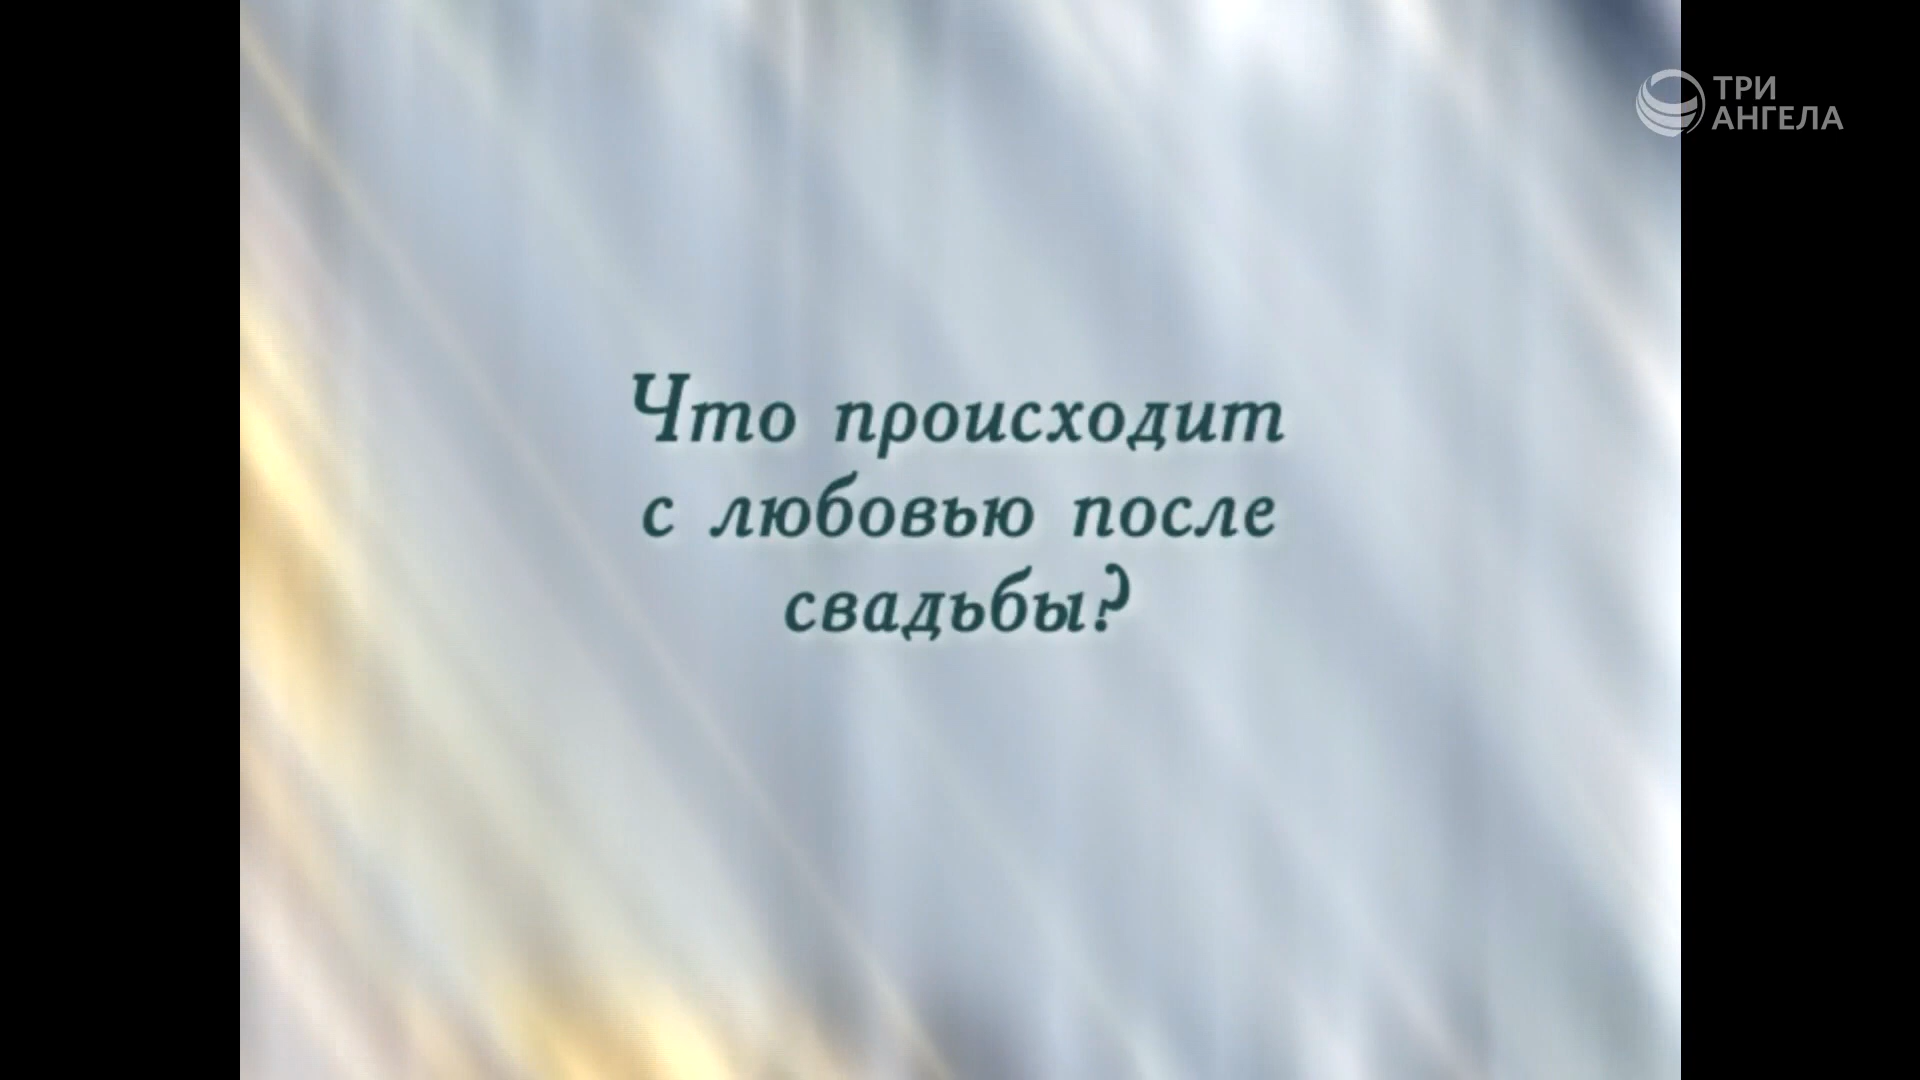 ТРИ
АНГЕЛА
Что происходит
с любовью после
свадьбы?